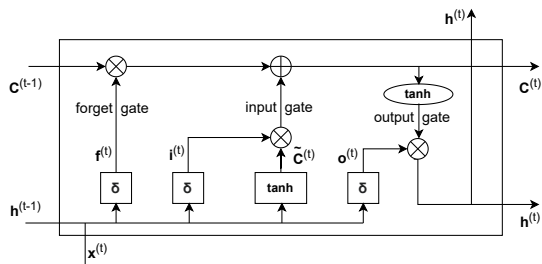 h^(t)
C^(t-1)
tanh
C^(t)
forget gate
input gate
output gate
f^(t)
i^(t)
C̃^(t)
o^(t)
δ
δ
tanh
δ
h^(t-1)
h^(t)
x^(t)